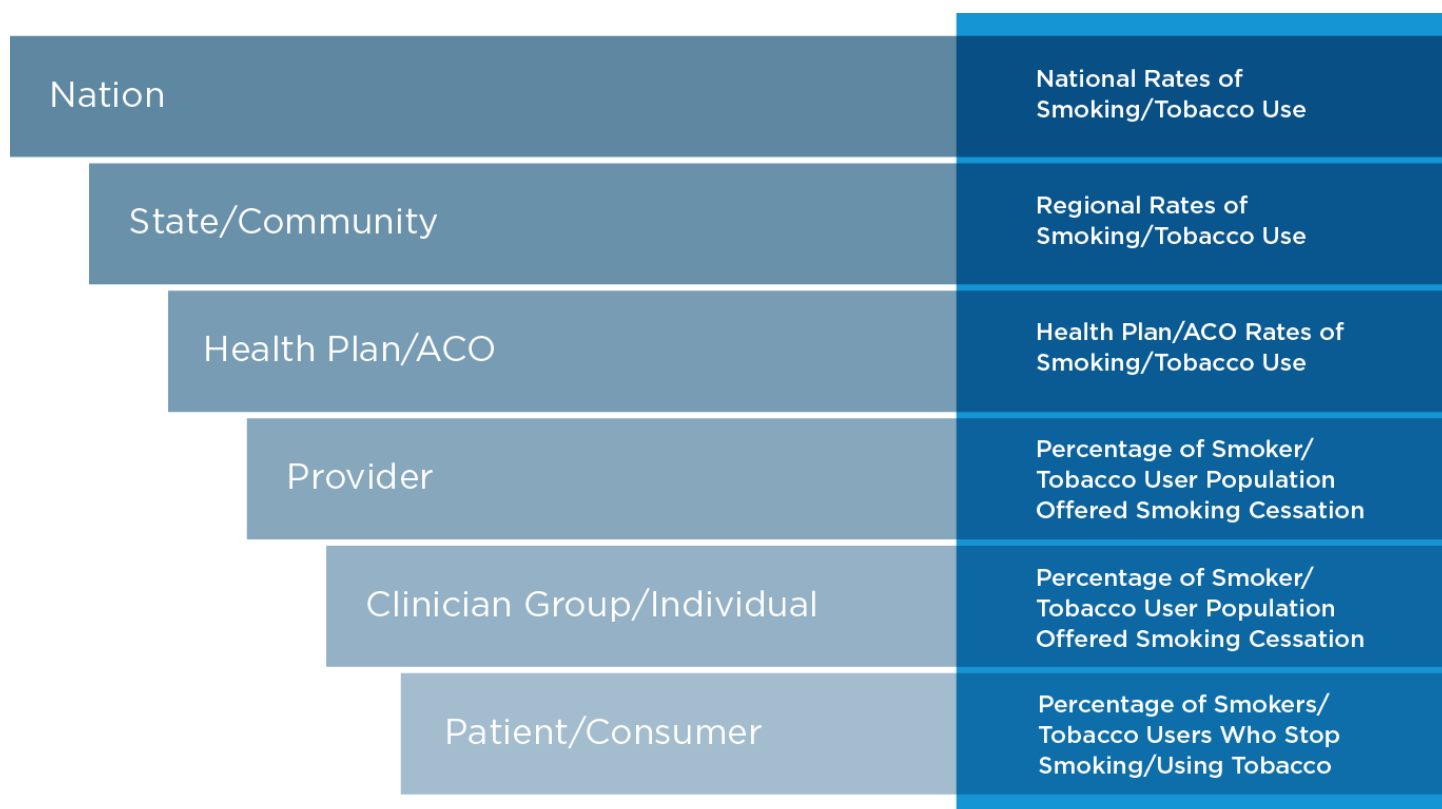 Nation
National Rates of
Smoking/Tobacco Use
State/Community
Regional Rates of
Smoking/Tobacco Use
Health Plan/ACO
Health Plan/ACO Rates of
Smoking/Tobacco Use
Provider
Percentage of Smoker/
Tobacco User Population
Offered Smoking Cessation
Clinician Group/Individual
Percentage of Smoker/
Tobacco User Population
Offered Smoking Cessation
Patient/Consumer
Percentage of Smokers/
Tobacco Users Who Stop
Smoking/Using Tobacco